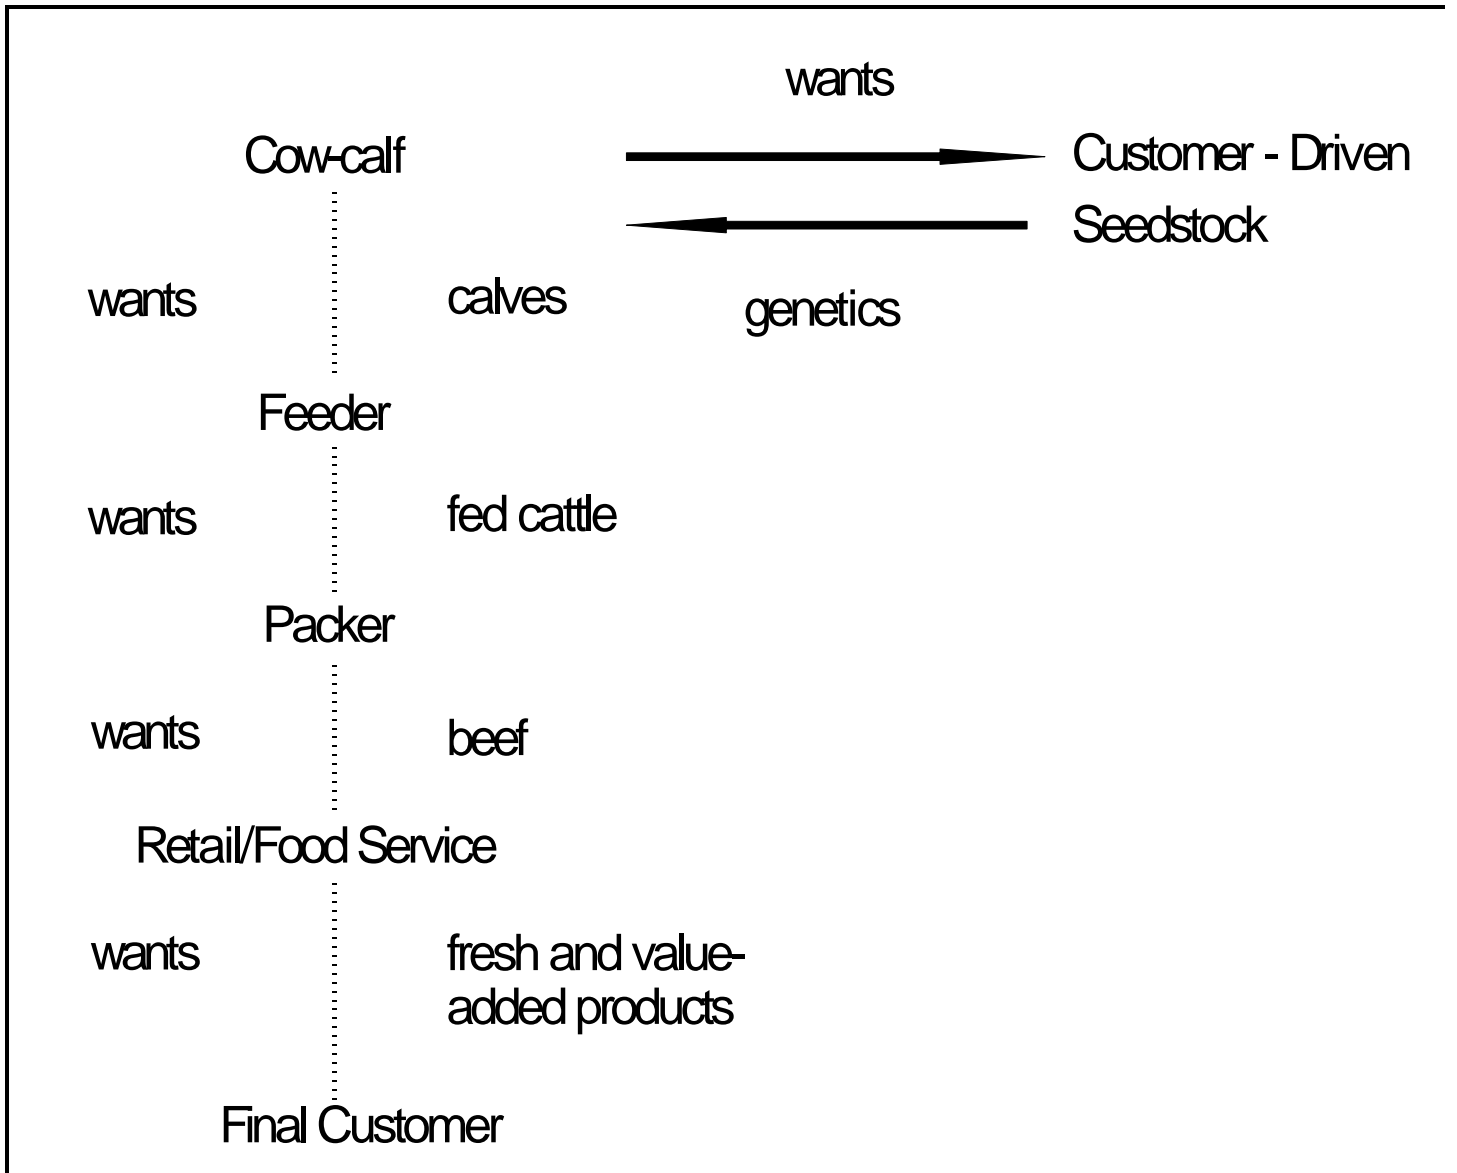 wants
Cow-calf
Customer - Driven
Seedstock
wants
calves
genetics
Feeder
wants
fed cattle
Packer
wants
beef
Retail/Food Service
wants
fresh and value-
added products
Final Customer